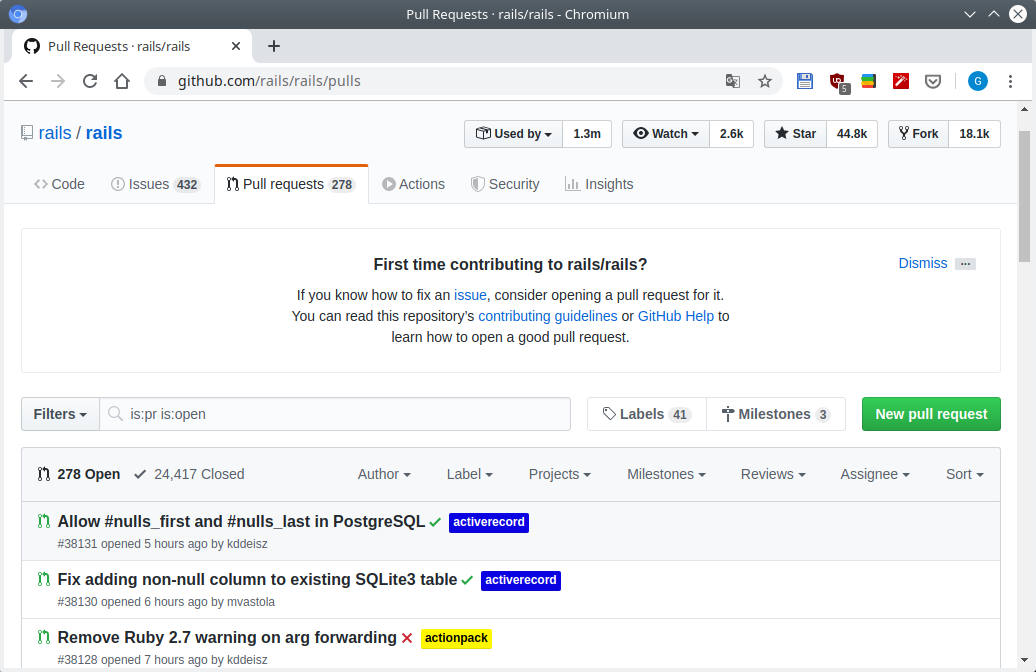 Pull Requests · rails/rails - Chromium
Pull Requests · rails/rails
github.com/rails/rails/pulls
5
G
rails / rails
Used by 1.3m Watch 2.6k Star 44.8k Fork 18.1k
Code Issues 432 Pull requests 278 Actions Security Insights
First time contributing to rails/rails? Dismiss
If you know how to fix an issue, consider opening a pull request for it.
You can read this repository’s contributing guidelines or GitHub Help to
learn how to open a good pull request.
Filters is:pr is:open Labels 41 Milestones 3 New pull request
278 Open 24,417 Closed Author Label Projects Milestones Reviews Assignee Sort
Allow #nulls_first and #nulls_last in PostgreSQL activerecord
#38131 opened 5 hours ago by kddeisz
Fix adding non-null column to existing SQLite3 table activerecord
#38130 opened 6 hours ago by mvastola
Remove Ruby 2.7 warning on arg forwarding actionpack
#38128 opened 7 hours ago by kddeisz